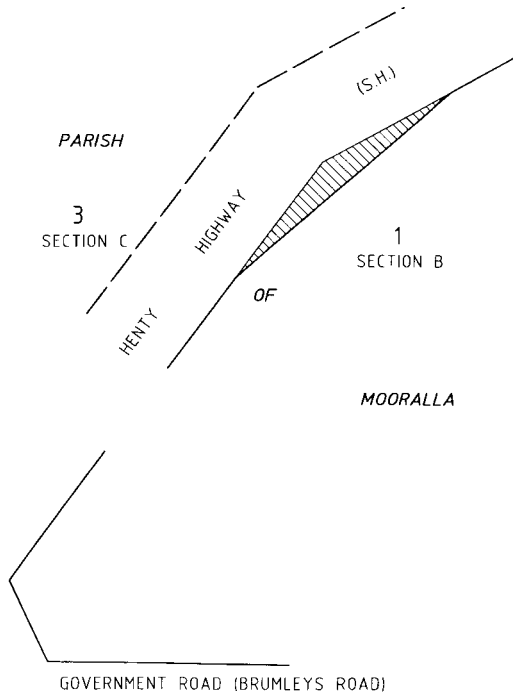 (S.H.)
PARISH
3
SECTION C
HIGHWAY
1
SECTION B
OF
HENTY
MOORALLA
GOVERNMENT ROAD (BRUMLEYS ROAD)